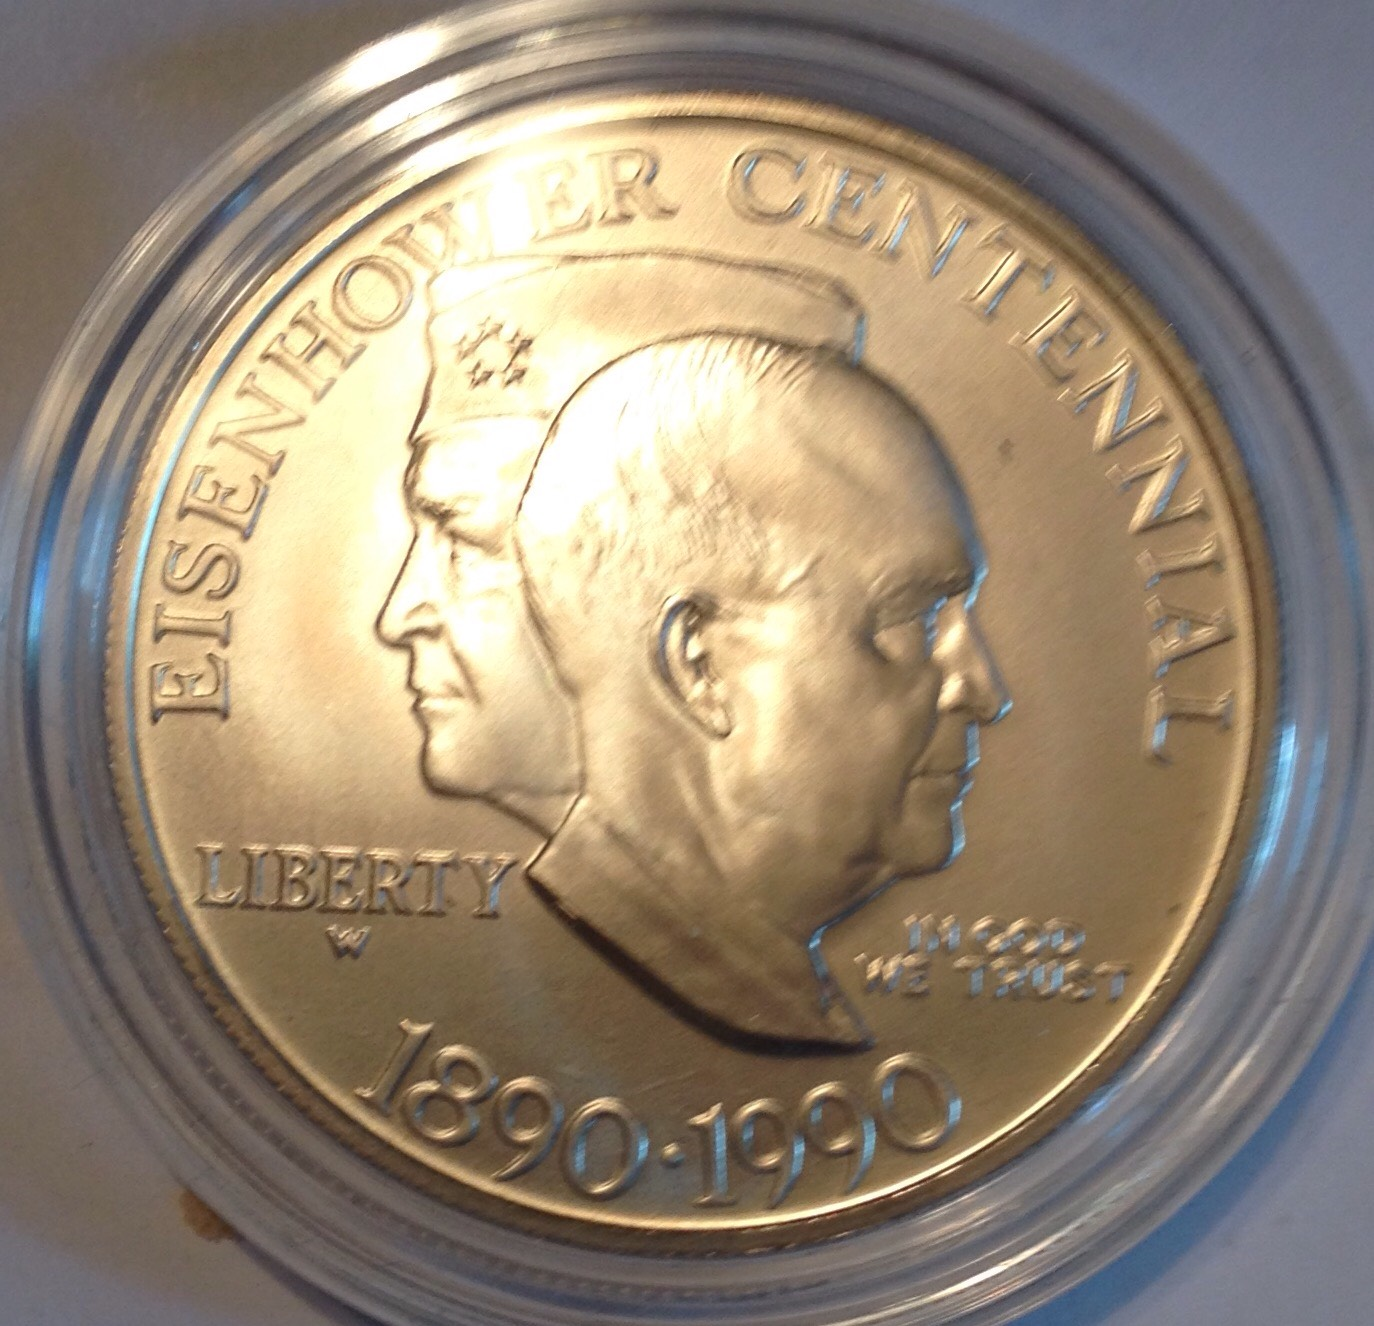 EISENHOWER CENTENNIAL
LIBERTY
W
IN GOD
WE TRUST
1890·1990